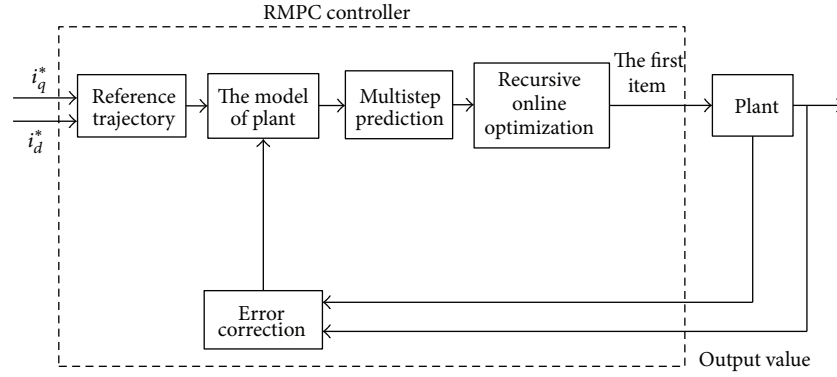 RMPC controller
i*q
i*d
Reference
trajectory
The model
of plant
Multistep
prediction
Recursive
online
optimization
The first
item
Plant
Error
correction
Output value